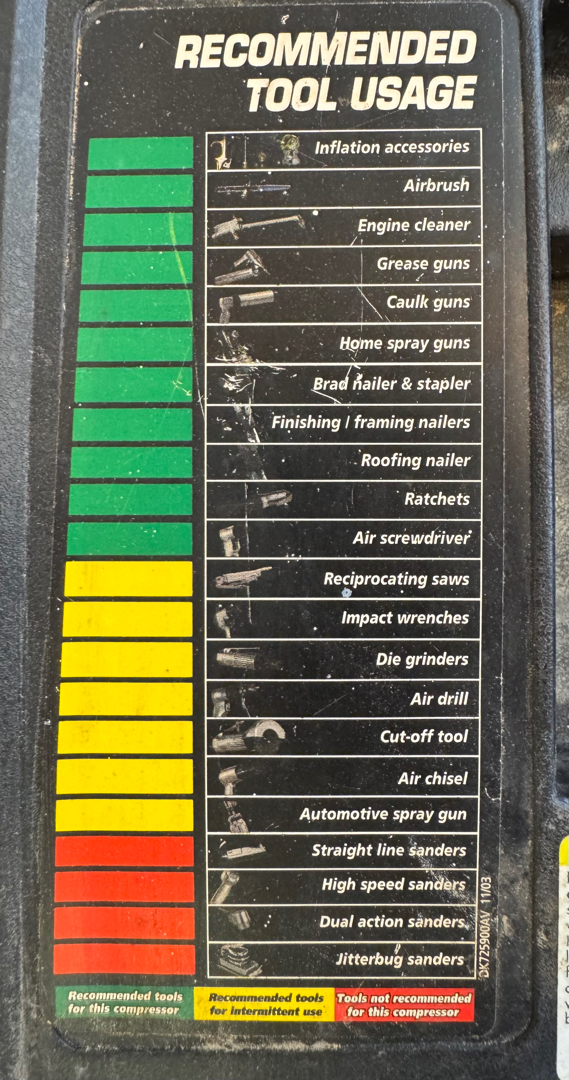 RECOMMENDED
TOOL USAGE
Inflation accessories
Airbrush
Engine cleaner
Grease guns
Caulk guns
Home spray guns
Brad nailer & stapler
Finishing / framing nailers
Roofing nailer
Ratchets
Air screwdriver
Reciprocating saws
Impact wrenches
Die grinders
Air drill
Cut-off tool
Air chisel
Automotive spray gun
Straight line sanders
High speed sanders
Dual action sanders
Jitterbug sanders
DK725900AV 11/03
Recommended tools
for this compressor
Recommended tools
for intermittent use
Tools not recommended
for this compressor